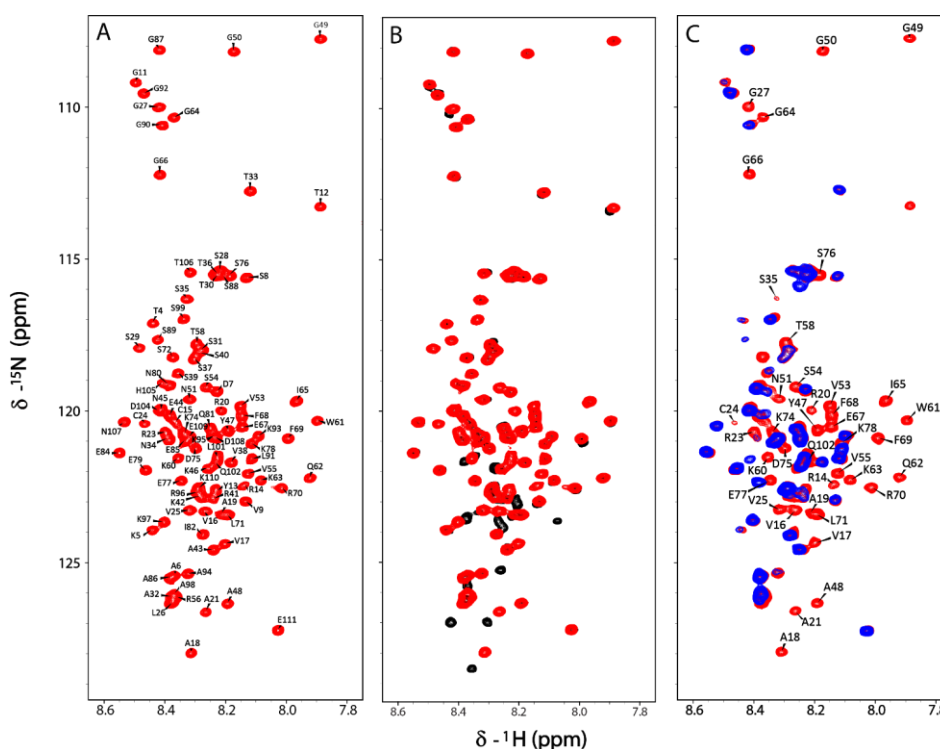 A
B
C
G87
G50
G49
G11
G92
G27
G64
G90
G66
T33
T12
S28
T106
T36
S76
T30
S88
S8
S35
S99
T4
S89
T58
S31
S29
S72
S40
S37
S39
N80
S54
D7
H105
N51
V53
I65
N45
E44
R20
D104
C15
Q81
Y47
F68
W61
C24
K74
E67
N107
E109
K93
R23
K95
D108
F69
N34
E85
L101
K78
E84
K60
D75
V38
L91
E79
K46
Q102
V55
Q62
E77
K110
K63
R96
Y13
R14
R70
K42
R41
V25
A19
V9
K97
V16
L71
K5
I82
V17
A43
A6
A94
A86
A98
A32
R56
A48
L26
A21
E111
A18
G49
G50
G27
G64
G66
S76
S35
T58
N51
S54
R20
V53
I65
Y47
F68
C24
K74
E67
W61
R23
K78
F69
Q102
D75
V55
K60
K63
Q62
R14
E77
R70
V25
A19
V16
L71
V17
A48
A21
A18
110
115
120
125
8.6 8.4 8.2 8.0
8.6 8.4 8.2 8.0
8.6 8.4 8.2 8.0 7.8
δ -¹⁵N (ppm)
δ -¹⁵N (ppm)
δ -¹H (ppm)